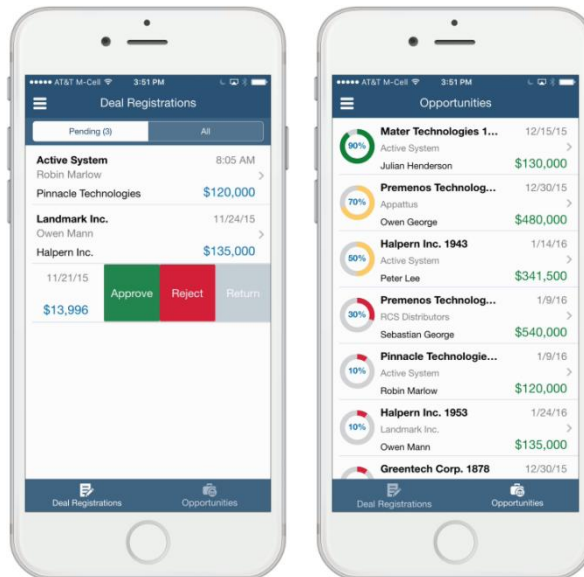 AT&T M-Cell 3:51 PM
Deal Registrations
Pending (3) All
Active System 8:05 AM
Robin Marlow
Pinnacle Technologies $120,000
Landmark Inc. 11/24/15
Owen Mann
Halpern Inc. $135,000
11/21/15
$13,996
Approve Reject Return
Deal Registrations Opportunities
AT&T M-Cell 3:51 PM
Opportunities
90% Mater Technologies 1... 12/15/15
Active System
Julian Henderson $130,000
70% Premenos Technolog... 12/30/15
Appattus
Owen George $480,000
50% Halpern Inc. 1943 1/14/16
Active System
Peter Lee $341,500
30% Premenos Technolog... 1/9/16
RCS Distributors
Sebastian George $540,000
10% Pinnacle Technologie... 1/9/16
Active System
Robin Marlow $120,000
10% Halpern Inc. 1953 1/24/16
Landmark Inc.
Owen Mann $135,000
Greentech Corp. 1878 12/30/15
Deal Registrations Opportunities